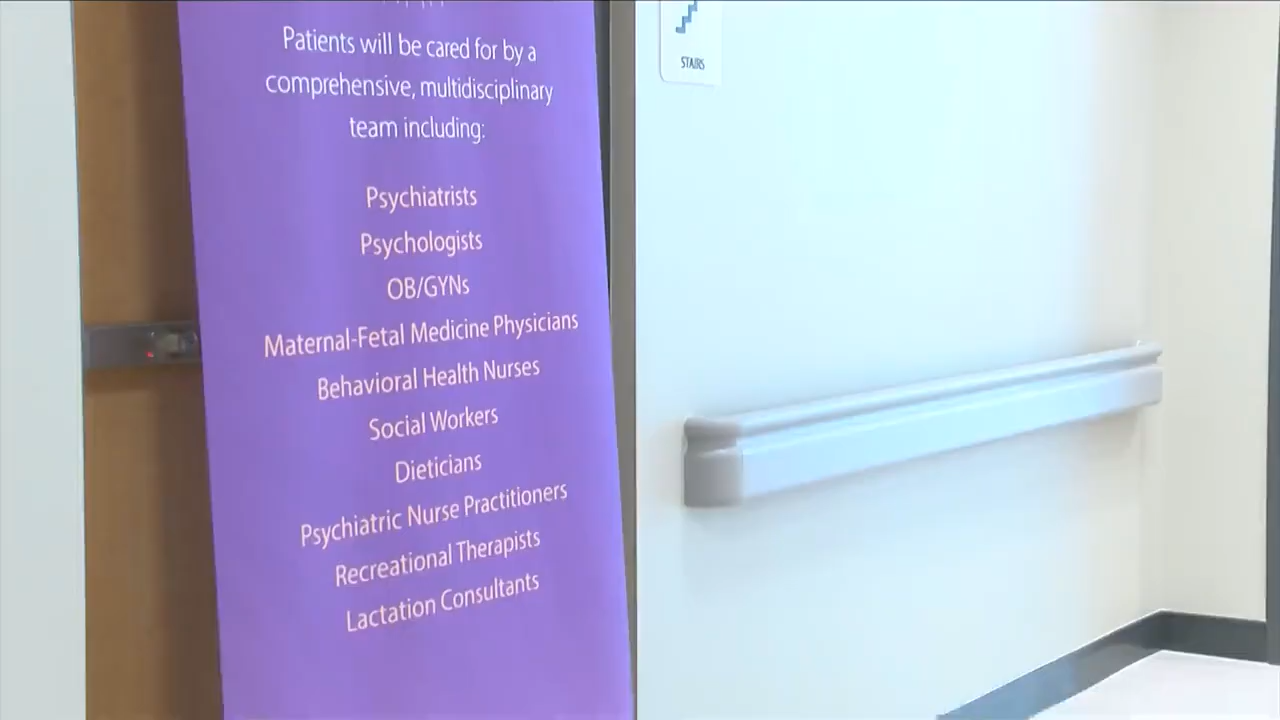 Patients will be cared for by a
comprehensive, multidisciplinary
team including:
Psychiatrists
Psychologists
OB/GYNs
Maternal-Fetal Medicine Physicians
Behavioral Health Nurses
Social Workers
Dieticians
Psychiatric Nurse Practitioners
Recreational Therapists
Lactation Consultants
STAIRS